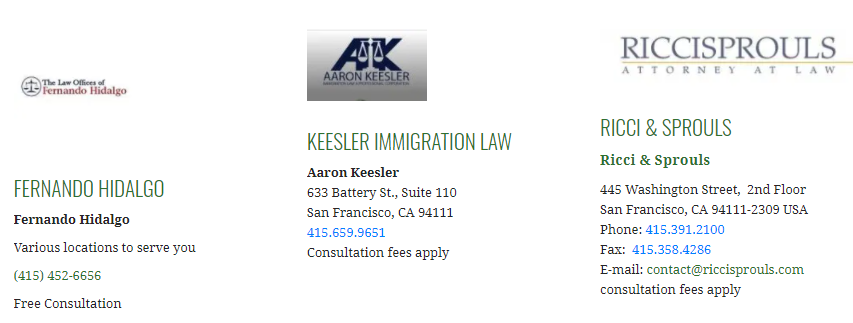 The Law Offices of
Fernando Hidalgo
FERNANDO HIDALGO
Fernando Hidalgo
Various locations to serve you
(415) 452-6656
Free Consultation
AK
AARON KEESLER
KEESLER IMMIGRATION LAW
Aaron Keesler
633 Battery St., Suite 110
San Francisco, CA 94111
415.659.9651
Consultation fees apply
RICCISPROULS
ATTORNEY AT LAW
RICCI & SPROULS
Ricci & Sprouls
445 Washington Street, 2nd Floor
San Francisco, CA 94111-2309 USA
Phone: 415.391.2100
Fax: 415.358.4286
E-mail: contact@riccisprouls.com
consultation fees apply